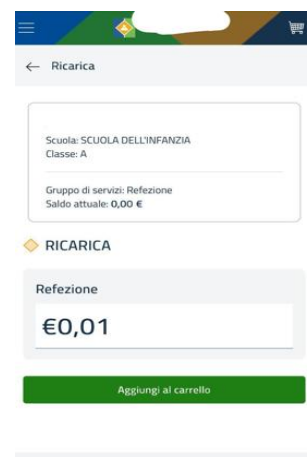 Ricarica
Scuola: SCUOLA DELL'INFANZIA
Classe: A
Gruppo di servizi: Refezione
Saldo attuale: 0,00 €
RICARICA
Refezione
€0,01
Aggiungi al carrello